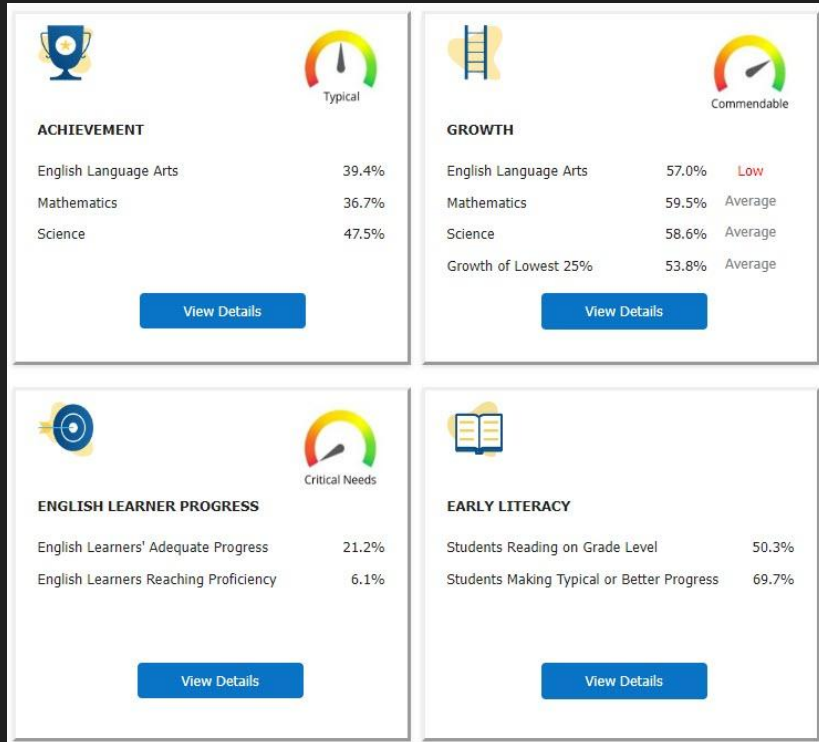 Typical
ACHIEVEMENT
English Language Arts 39.4%
Mathematics 36.7%
Science 47.5%
View Details
Commendable
GROWTH
English Language Arts 57.0% Low
Mathematics 59.5% Average
Science 58.6% Average
Growth of Lowest 25% 53.8% Average
View Details
Critical Needs
ENGLISH LEARNER PROGRESS
English Learners' Adequate Progress 21.2%
English Learners Reaching Proficiency 6.1%
View Details
EARLY LITERACY
Students Reading on Grade Level 50.3%
Students Making Typical or Better Progress 69.7%
View Details